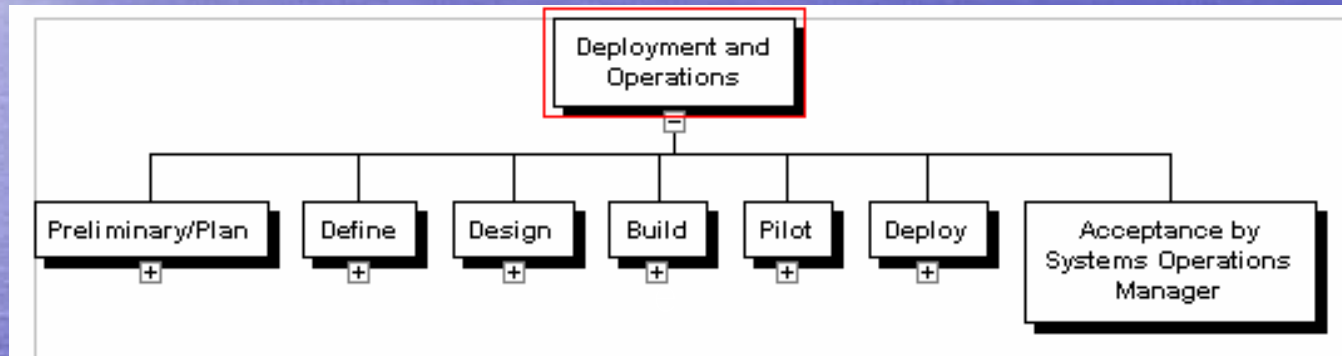 Deployment and
Operations
Preliminary/Plan
Define
Design
Build
Pilot
Deploy
Acceptance by
Systems Operations
Manager